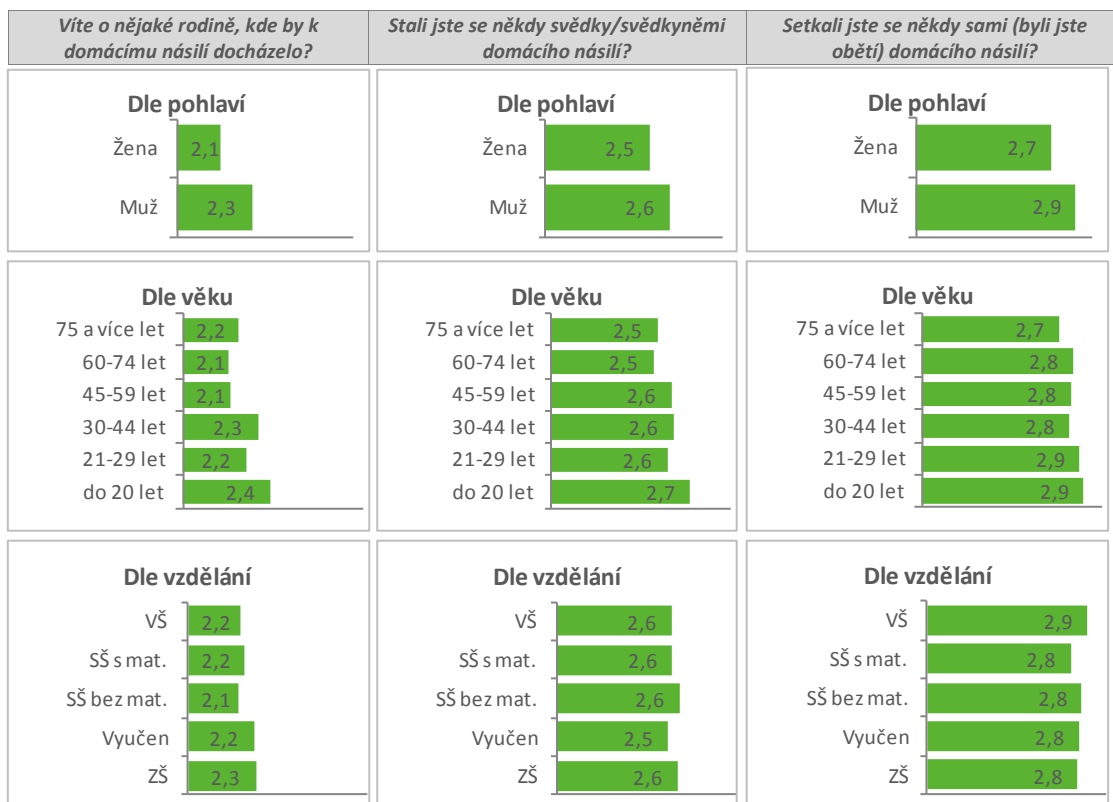 Víte o nějaké rodině, kde by k
domácímu násilí docházelo?
Stali jste se někdy svědky/svědkyněmi
domácího násilí?
Setkali jste se někdy sami (byli jste
obětí) domácího násilí?
Dle pohlaví
Žena 2,1
Muž 2,3
Dle pohlaví
Žena 2,5
Muž 2,6
Dle pohlaví
Žena 2,7
Muž 2,9
Dle věku
75 a více let 2,2
60-74 let 2,1
45-59 let 2,1
30-44 let 2,3
21-29 let 2,2
do 20 let 2,4
Dle věku
75 a více let 2,5
60-74 let 2,5
45-59 let 2,6
30-44 let 2,6
21-29 let 2,6
do 20 let 2,7
Dle věku
75 a více let 2,7
60-74 let 2,8
45-59 let 2,8
30-44 let 2,8
21-29 let 2,9
do 20 let 2,9
Dle vzdělání
VŠ 2,2
SŠ s mat. 2,2
SŠ bez mat. 2,1
Vyučen 2,2
ZŠ 2,3
Dle vzdělání
VŠ 2,6
SŠ s mat. 2,6
SŠ bez mat. 2,6
Vyučen 2,5
ZŠ 2,6
Dle vzdělání
VŠ 2,9
SŠ s mat. 2,8
SŠ bez mat. 2,8
Vyučen 2,8
ZŠ 2,8